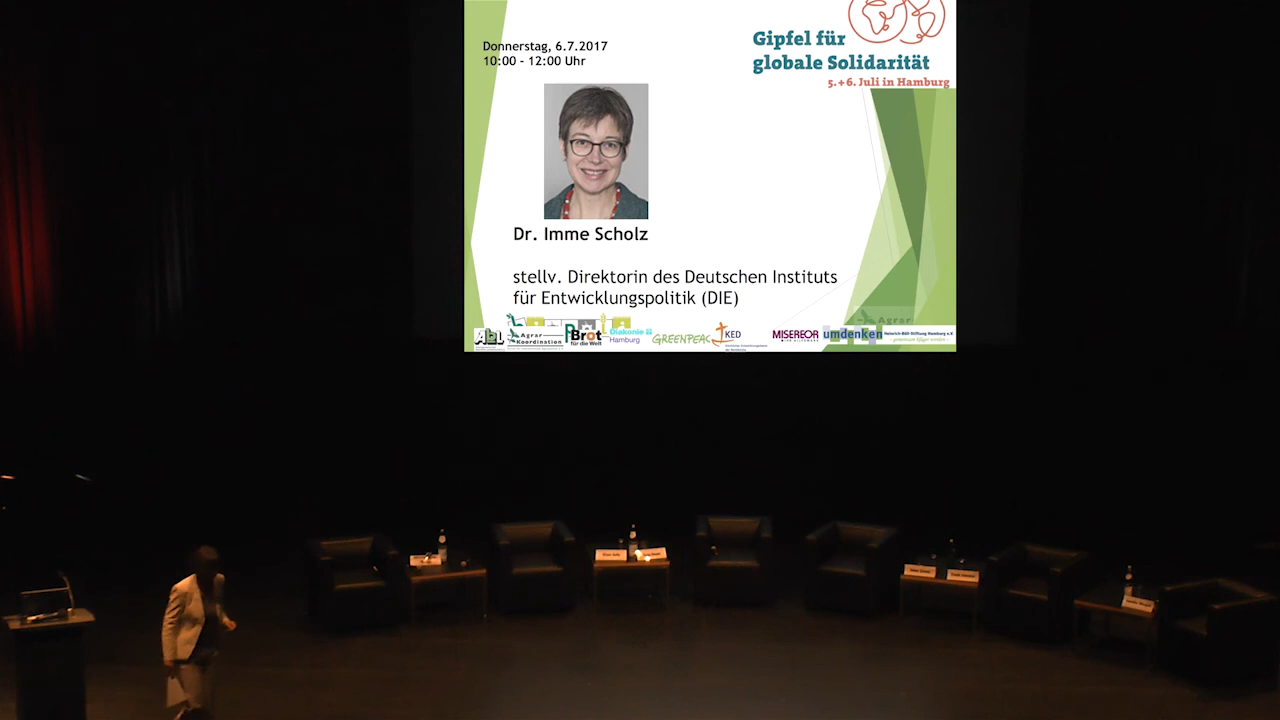 Donnerstag, 6.7.2017
10:00 - 12:00 Uhr
Gipfel für
globale Solidarität
5.+6. Juli in Hamburg
Dr. Imme Scholz
stellv. Direktorin des Deutschen Instituts
für Entwicklungspolitik (DIE)
AbL
Agrar
Koordination
Brot
für die Welt
Diakonie
Hamburg
GREENPEACE
KED
MISEREOR
umdenken
Heinrich-Böll-Stiftung Hamburg e.V.
Agrar